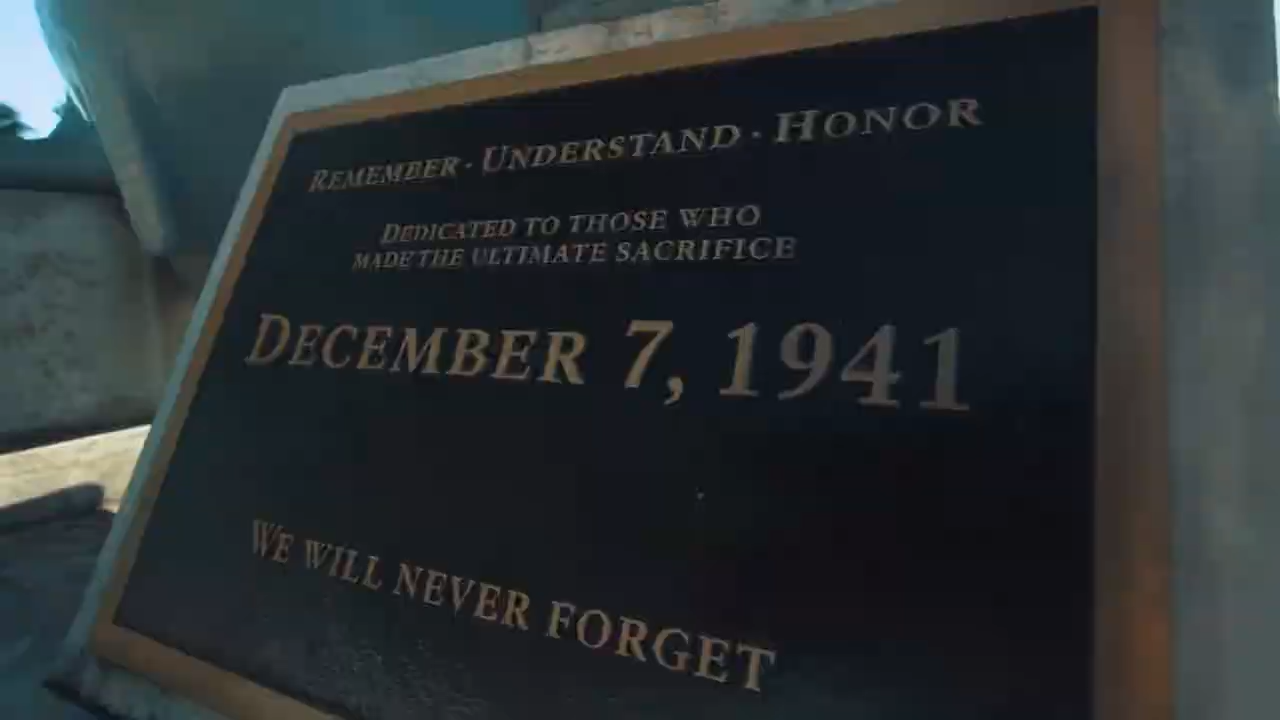 REMEMBER · UNDERSTAND · HONOR
DEDICATED TO THOSE WHO
MADE THE ULTIMATE SACRIFICE
DECEMBER 7, 1941
WE WILL NEVER FORGET